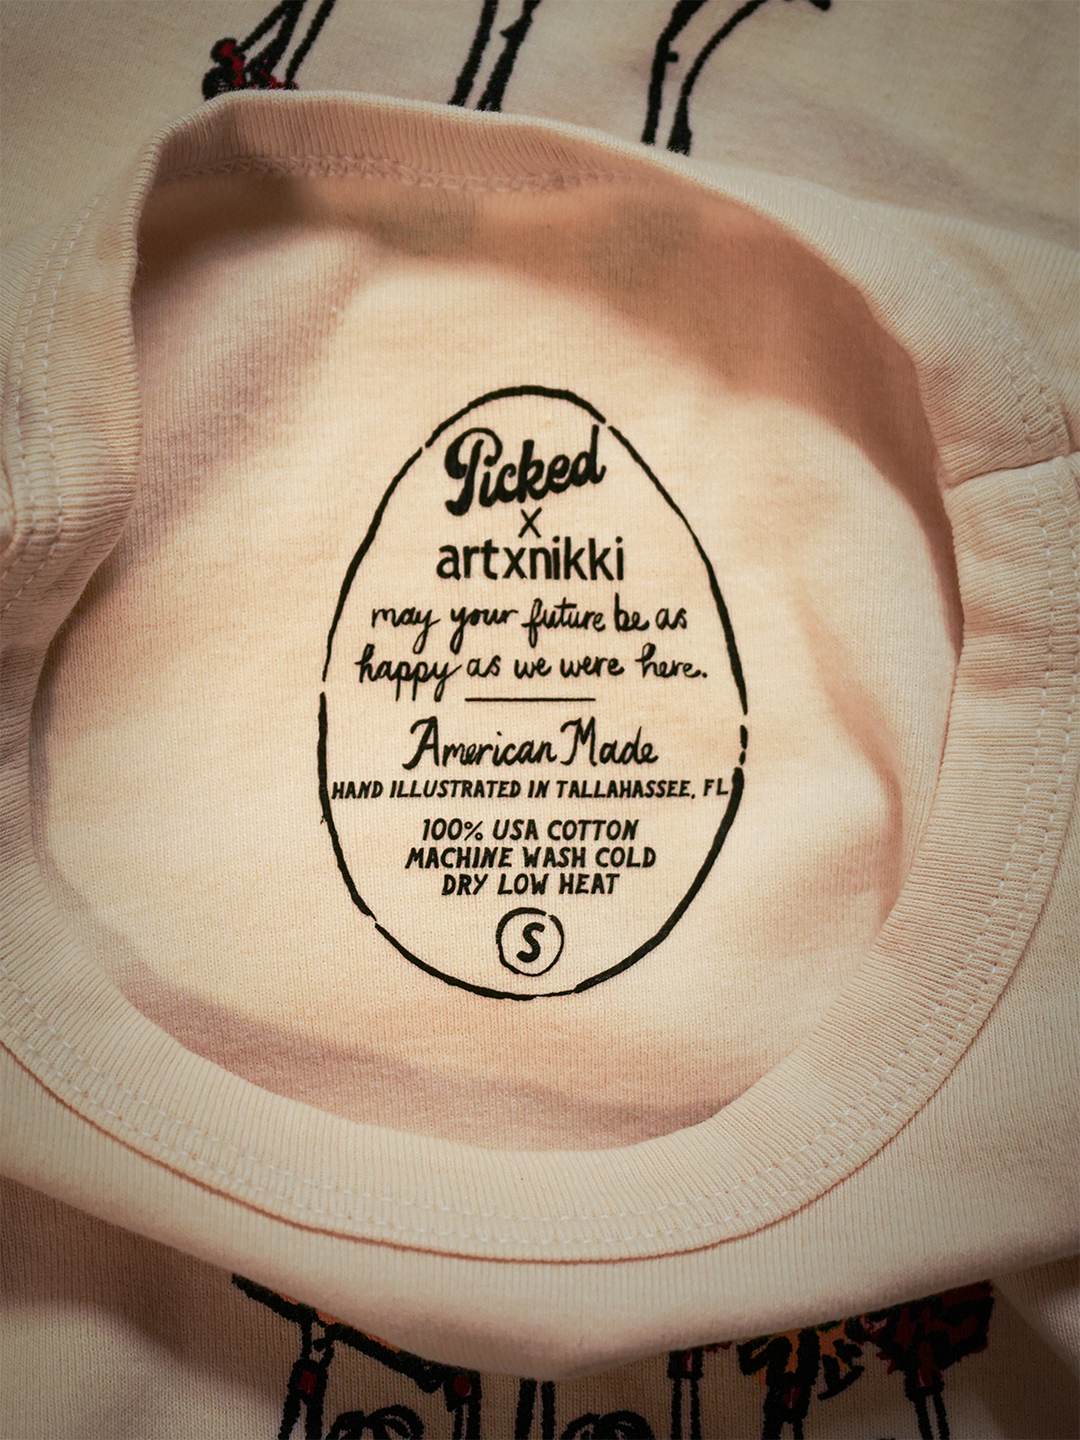 Picked
x
artxnikki
may your future be as
happy as we were here.
American Made
HAND ILLUSTRATED IN TALLAHASSEE, FL
100% USA COTTON
MACHINE WASH COLD
DRY LOW HEAT
S